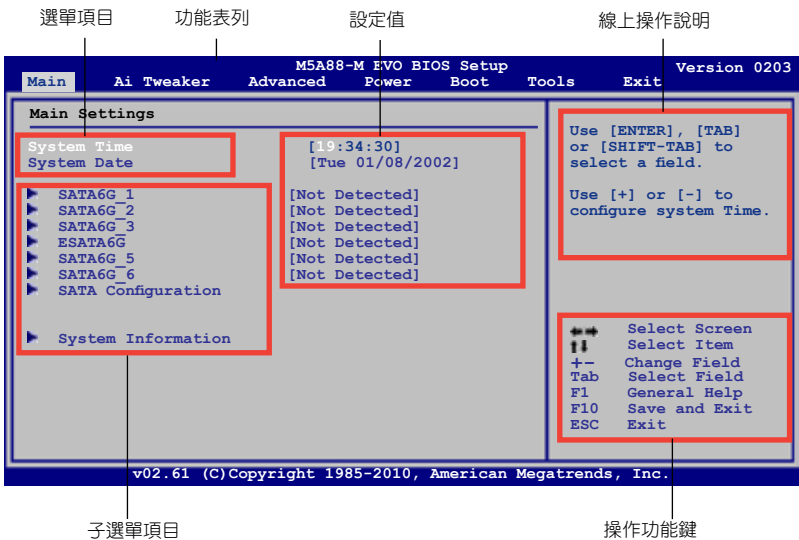 選單項目 功能表列 設定值 線上操作說明
M5A88-M EVO BIOS Setup Version 0203
Main Ai Tweaker Advanced Power Boot Tools Exit
Main Settings
System Time [19:34:30]
System Date [Tue 01/08/2002]
SATA6G_1 [Not Detected]
SATA6G_2 [Not Detected]
SATA6G_3 [Not Detected]
ESATA6G [Not Detected]
SATA6G_5 [Not Detected]
SATA6G_6 [Not Detected]
SATA Configuration
System Information
Use [ENTER], [TAB]
or [SHIFT-TAB] to
select a field.
Use [+] or [-] to
configure system Time.
←→ Select Screen
↑↓ Select Item
+- Change Field
Tab Select Field
F1 General Help
F10 Save and Exit
ESC Exit
v02.61 (C)Copyright 1985-2010, American Megatrends, Inc.
子選單項目 操作功能鍵